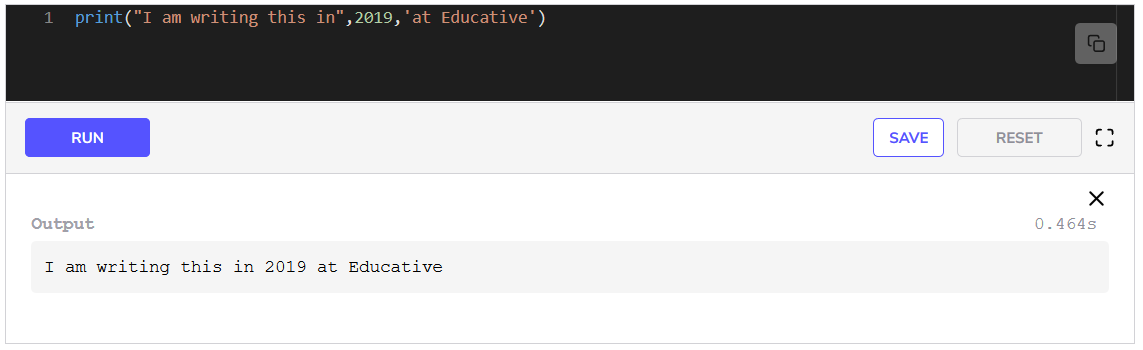 1 print("I am writing this in",2019,'at Educative')
RUN SAVE RESET
Output 0.464s
I am writing this in 2019 at Educative